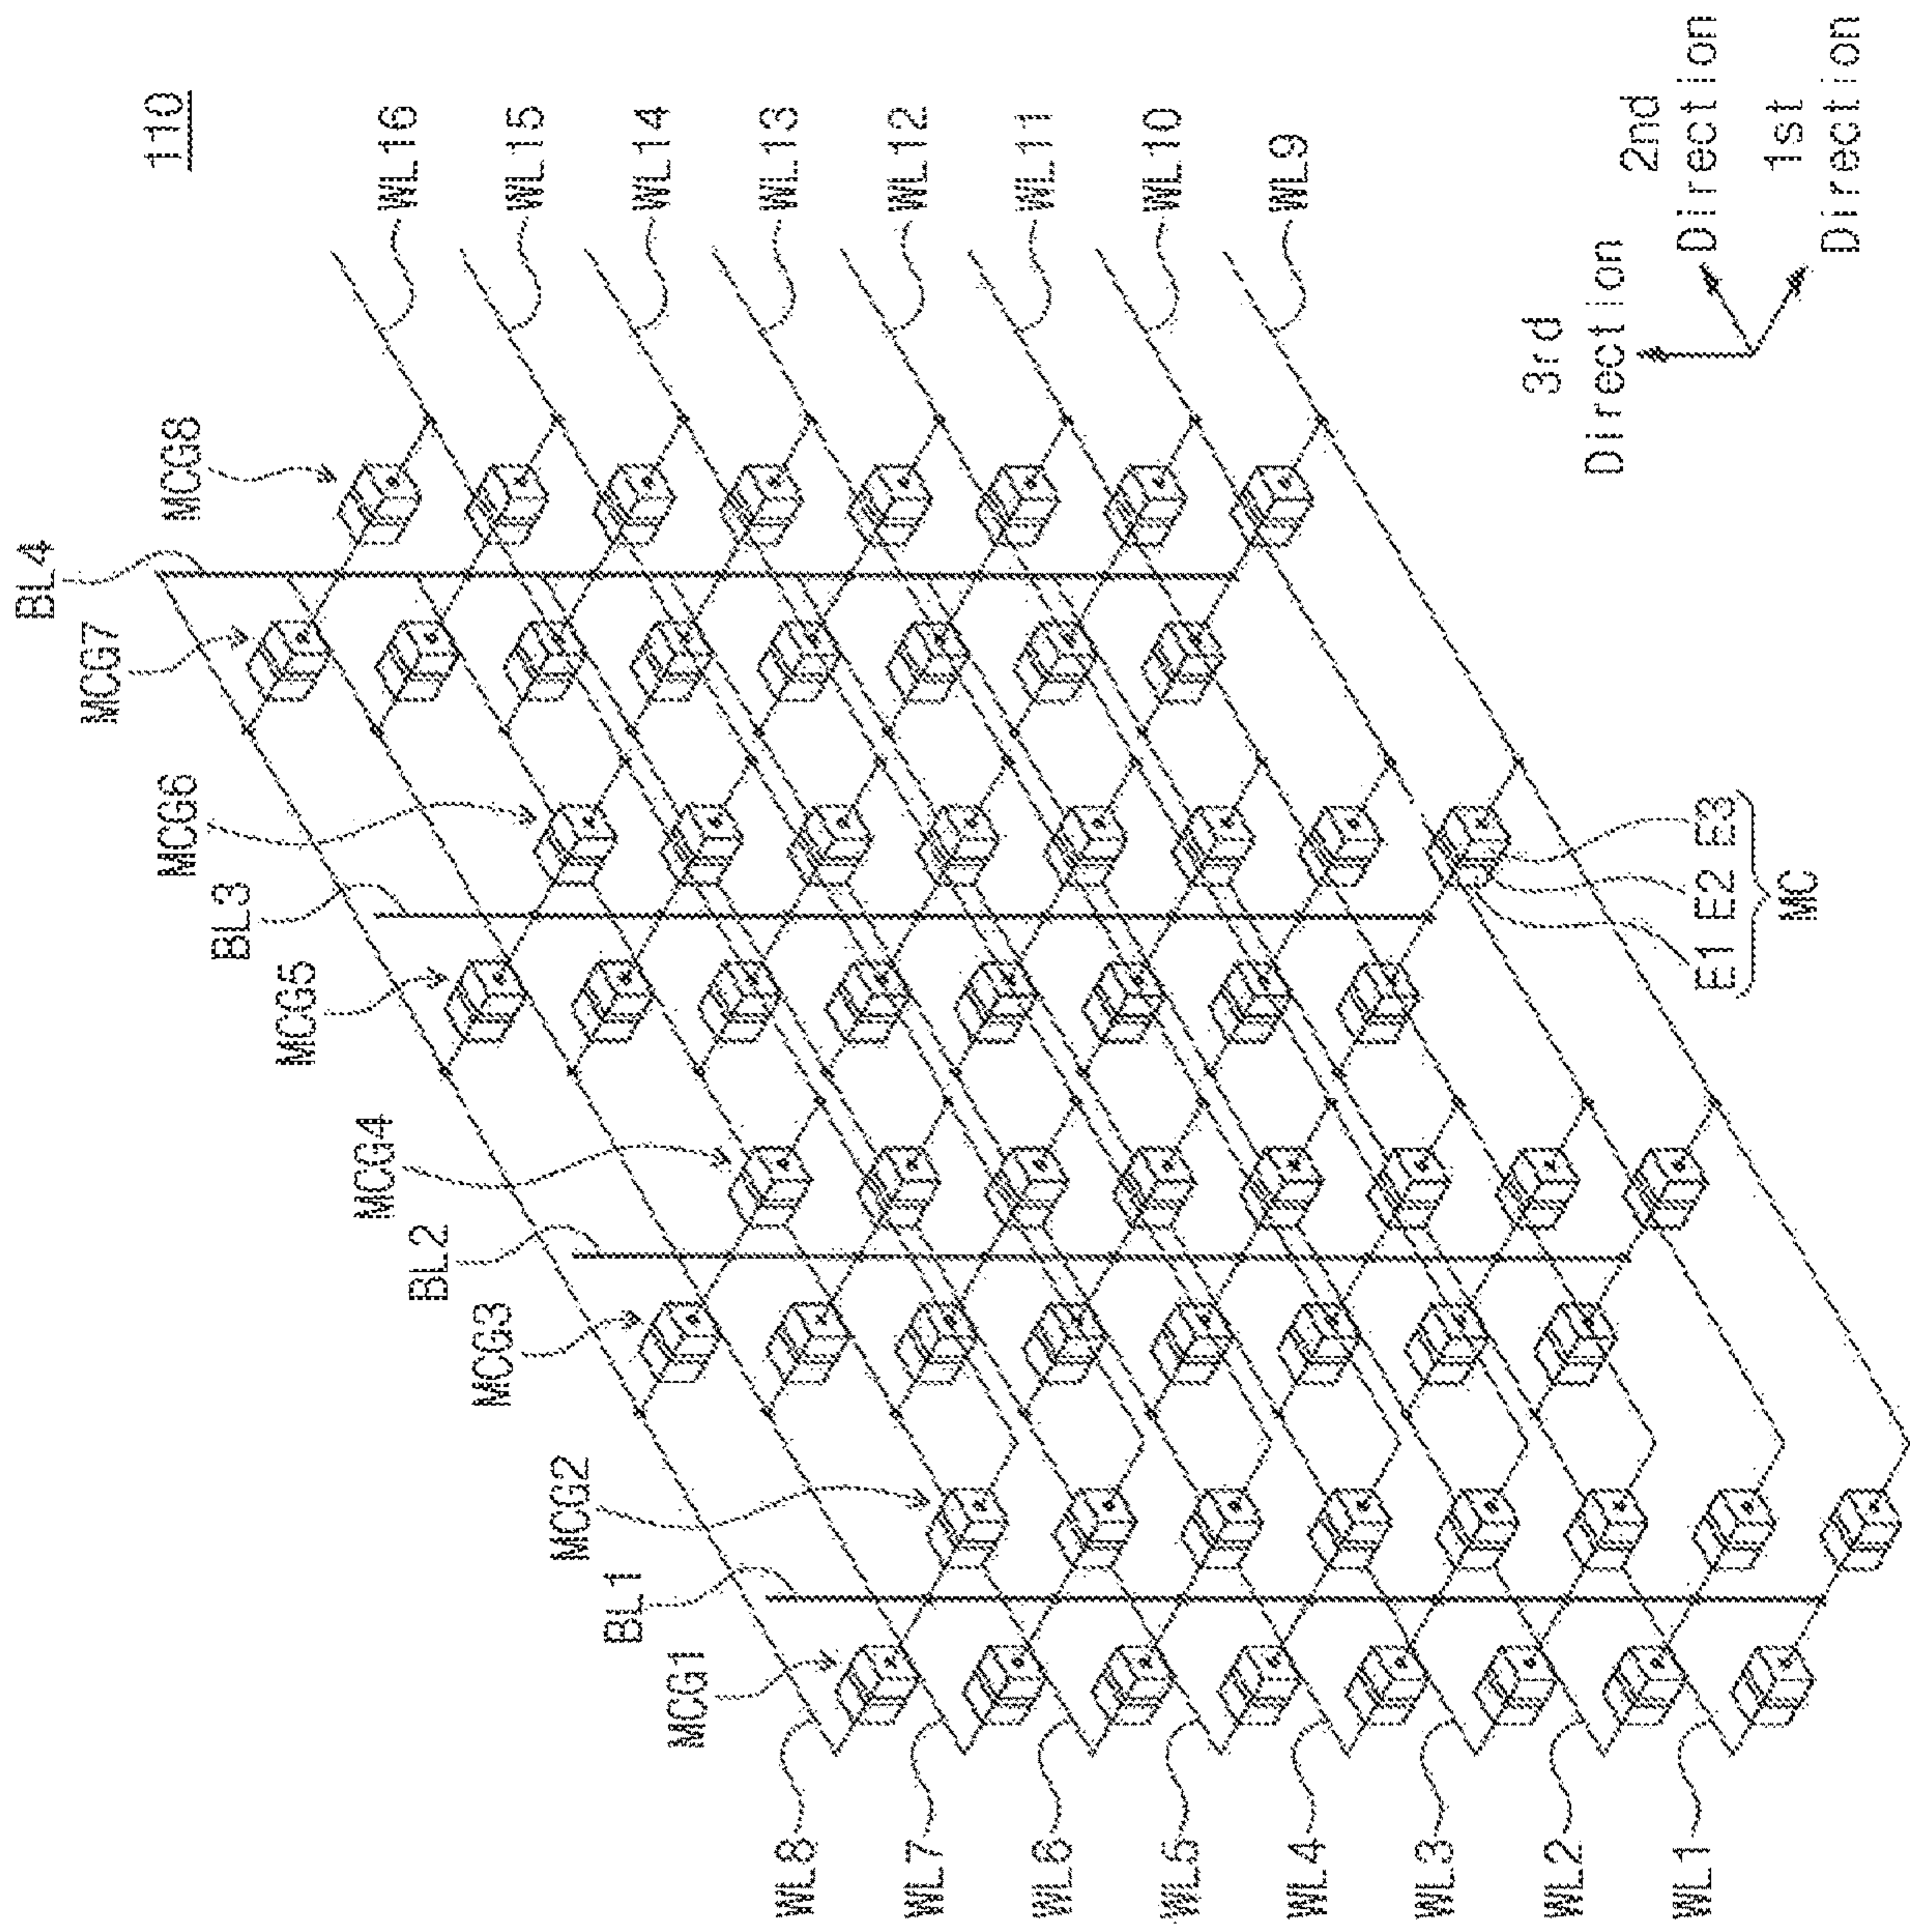 110
WL16
WL15
WL14
WL13
WL12
WL11
WL10
WL9
MCG8
BL4
MCG7
MCG6
BL3
MCG5
MCG4
BL2
MCG3
MCG2
BL1
MCG1
WL8
WL7
WL6
WL5
WL4
WL3
WL2
WL1
E1 E2 E3
MC
3rd
Direction
2nd
Direction
1st
Direction